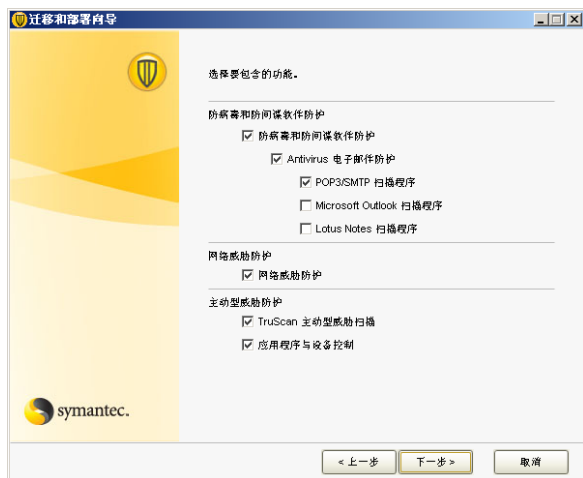 迁移和部署向导
选择要包含的功能。
防病毒和防间谍软件防护
防病毒和防间谍软件防护
Antivirus 电子邮件防护
POP3/SMTP 扫描程序
Microsoft Outlook 扫描程序
Lotus Notes 扫描程序
网络威胁防护
网络威胁防护
主动型威胁防护
TruScan 主动型威胁扫描
应用程序与设备控制
symantec.
< 上一步
下一步 >
取消